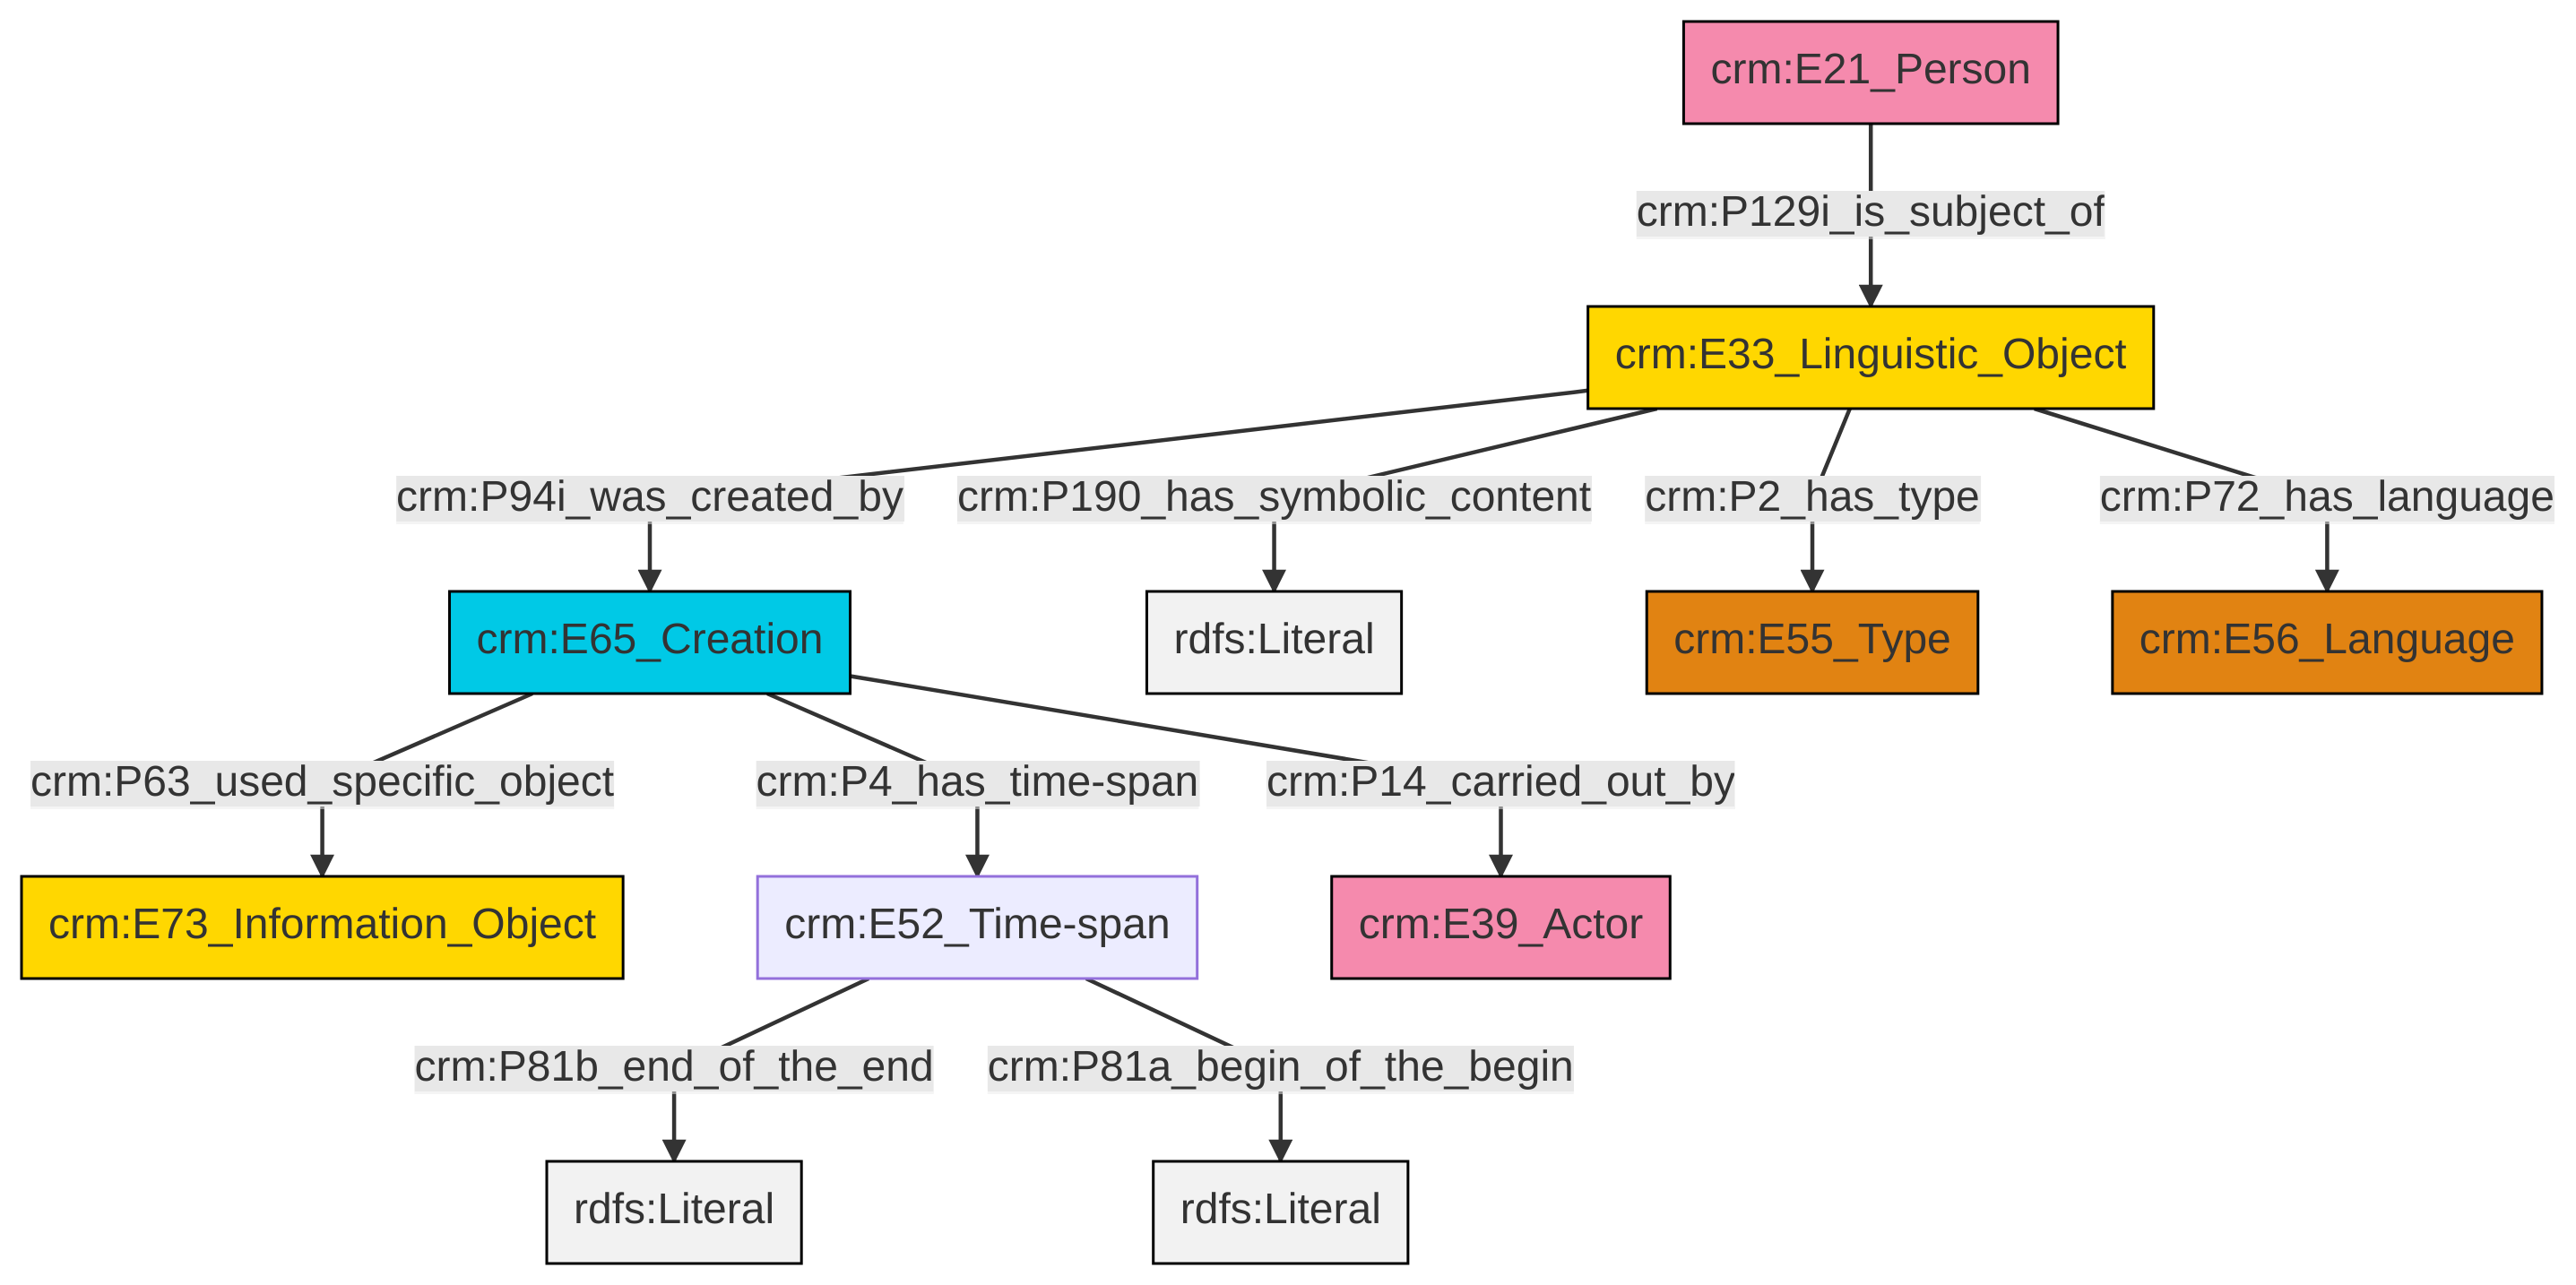 crm:E21_Person
crm:P129i_is_subject_of
crm:E33_Linguistic_Object
crm:P94i_was_created_by
crm:P190_has_symbolic_content
crm:P2_has_type
crm:P72_has_language
crm:E65_Creation
rdfs:Literal
crm:E55_Type
crm:E56_Language
crm:P63_used_specific_object
crm:P4_has_time-span
crm:P14_carried_out_by
crm:E73_Information_Object
crm:E52_Time-span
crm:E39_Actor
crm:P81b_end_of_the_end
crm:P81a_begin_of_the_begin
rdfs:Literal
rdfs:Literal